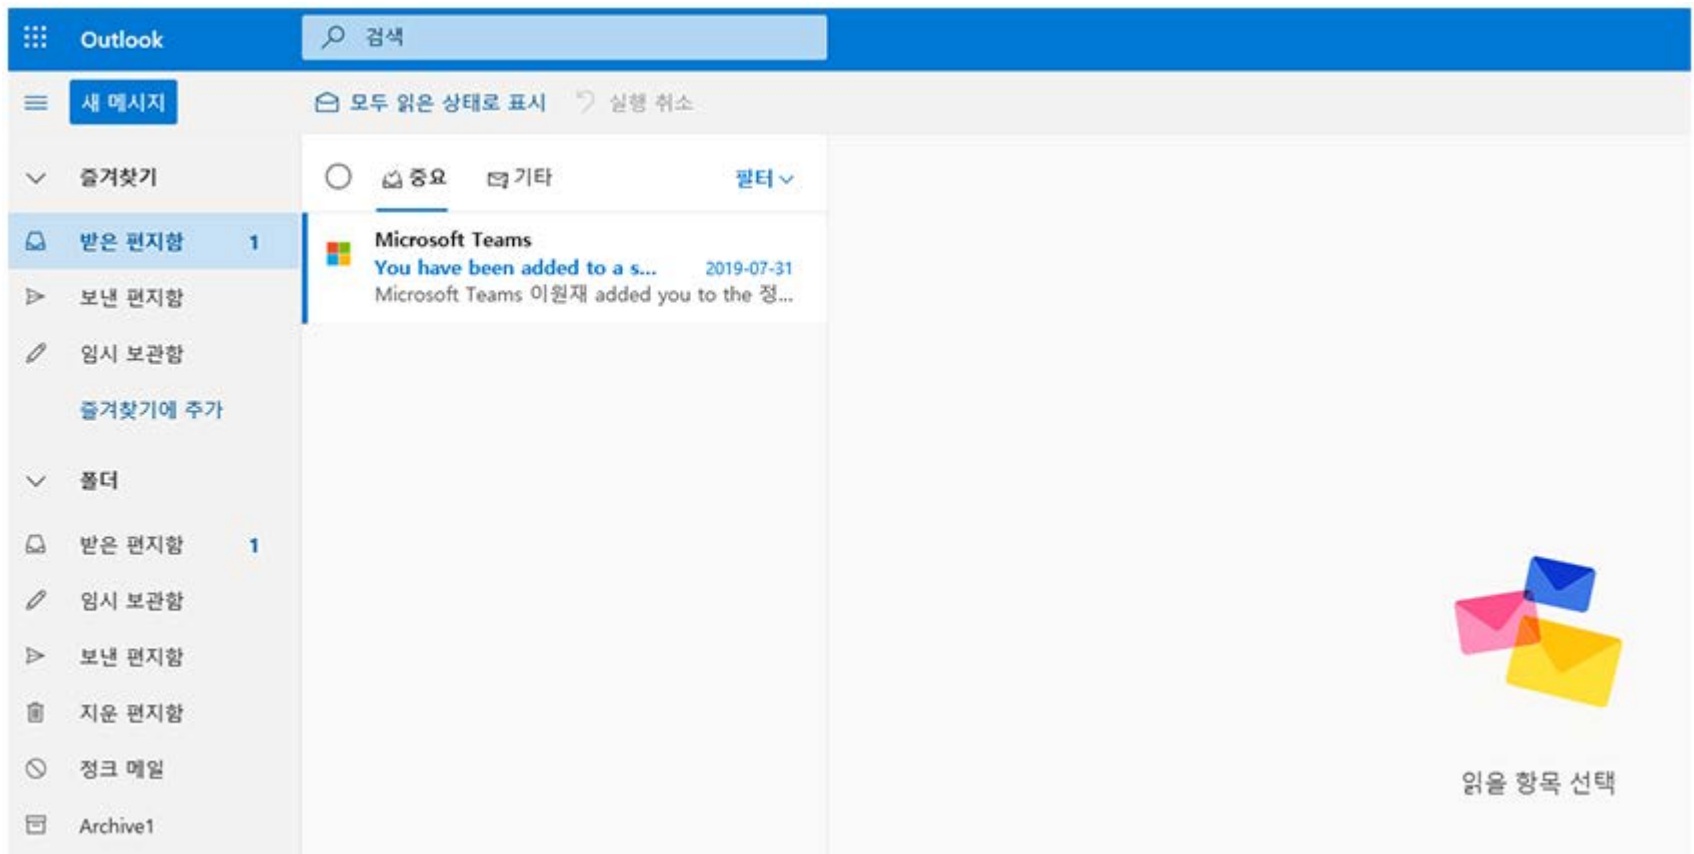 Outlook
검색
새 메시지
모두 읽은 상태로 표시 실행 취소
즐겨찾기
받은 편지함 1
보낸 편지함
임시 보관함
즐겨찾기에 추가
폴더
받은 편지함 1
임시 보관함
보낸 편지함
지운 편지함
정크 메일
Archive1
중요 기타 필터
Microsoft Teams
You have been added to a s... 2019-07-31
Microsoft Teams 이원재 added you to the 정...
읽을 항목 선택